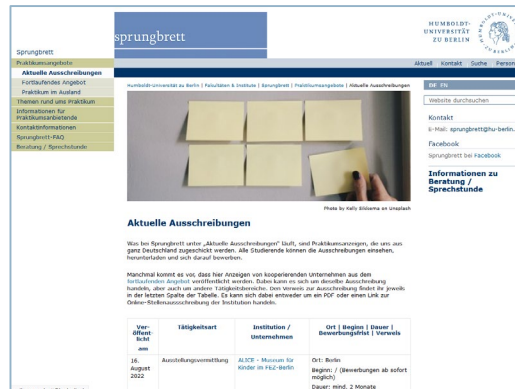 sprungbrett
HUMBOLDT-
UNIVERSITÄT
ZU BERLIN
Sprungbrett
Praktikumsangebote
Aktuelle Ausschreibungen
Fortlaufendes Angebot
Praktikum im Ausland
Themen rund ums Praktikum
Informationen für
Praktikumsanbietende
Kontaktinformationen
Sprungbrett-FAQ
Beratung / Sprechstunde
Aktuell Kontakt Suche Person
Humboldt-Universität zu Berlin | Fakultäten & Institute | Sprungbrett | Praktikumsangebote | Aktuelle Ausschreibungen
Photo by Kelly Sikkema on Unsplash
Aktuelle Ausschreibungen
Was bei Sprungbrett unter „Aktuelle Ausschreibungen" läuft, sind Praktikumsanzeigen, die uns aus
ganz Deutschland zugeschickt werden. Alle Studierende können die Ausschreibungen einsehen,
herunterladen und sich darauf bewerben.
Manchmal kommt es vor, dass hier Anzeigen von kooperierenden Unternehmen aus dem
fortlaufenden Angebot veröffentlicht werden. Dabei kann es sich um dieselbe Ausschreibung
handeln, aber auch um andere Tätigkeitsbereiche. Den Verweis zur Ausschreibung findet ihr jeweils
in der letzten Spalte der Tabelle. Es kann sich dabei entweder um ein PDF oder einen Link zur
Online-Stellenausschreibung der Institution handeln.
Ver-
öffent-
licht
am
Tätigkeitsart
Institution /
Unternehmen
Ort | Beginn | Dauer |
Bewerbungsfrist | Verweis
16.
August
2022
Ausstellungsvermittlung
ALICE - Museum für
Kinder im FEZ-Berlin
Ort: Berlin
Beginn: / (Bewerbungen ab sofort
möglich)
Dauer: mind. 2 Monate
DE EN
Website durchsuchen
Kontakt
E-Mail: sprungbrett@hu-berlin.
Facebook
Sprungbrett bei Facebook
Informationen zu
Beratung /
Sprechstunde